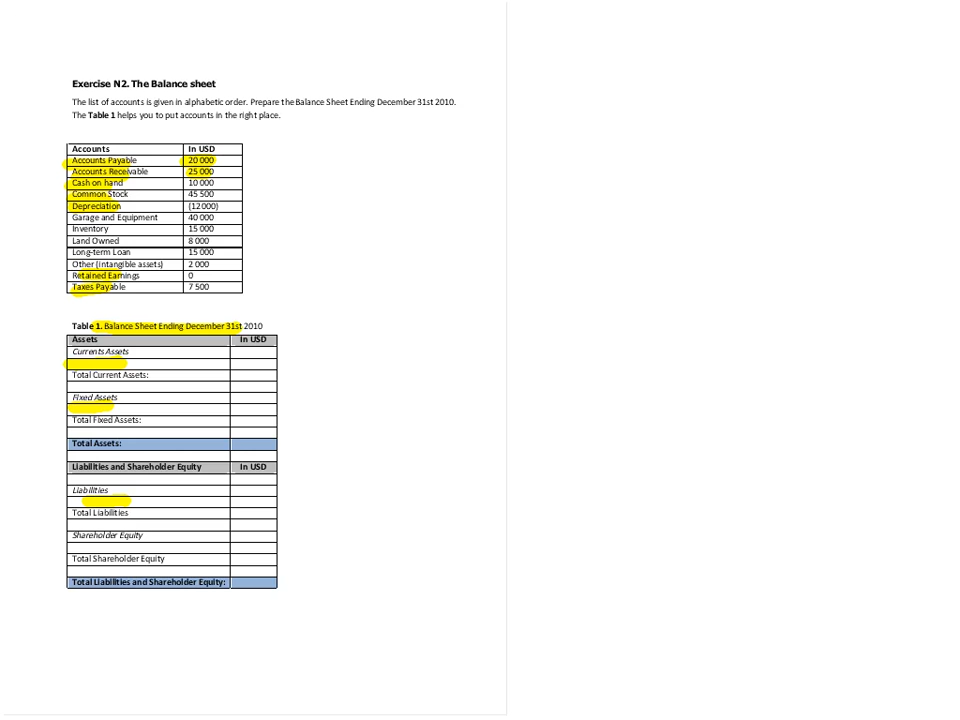 Exercise N2. The Balance sheet
The list of accounts is given in alphabetic order. Prepare the Balance Sheet Ending December 31st 2010.
The Table 1 helps you to put accounts in the right place.
Accounts In USD
Accounts Payable 20 000
Accounts Receivable 25 000
Cash on hand 10 000
Common Stock 45 500
Depreciation (12 000)
Garage and Equipment 40 000
Inventory 15 000
Land Owned 8 000
Long-term Loan 15 000
Other (intangible assets) 2 000
Retained Earnings 0
Taxes Payable 7 500
Table 1. Balance Sheet Ending December 31st 2010
Assets In USD
Currents Assets
Total Current Assets:
Fixed Assets
Total Fixed Assets:
Total Assets:
Liabilities and Shareholder Equity In USD
Liabilities
Total Liabilities
Shareholder Equity
Total Shareholder Equity
Total Liabilities and Shareholder Equity: